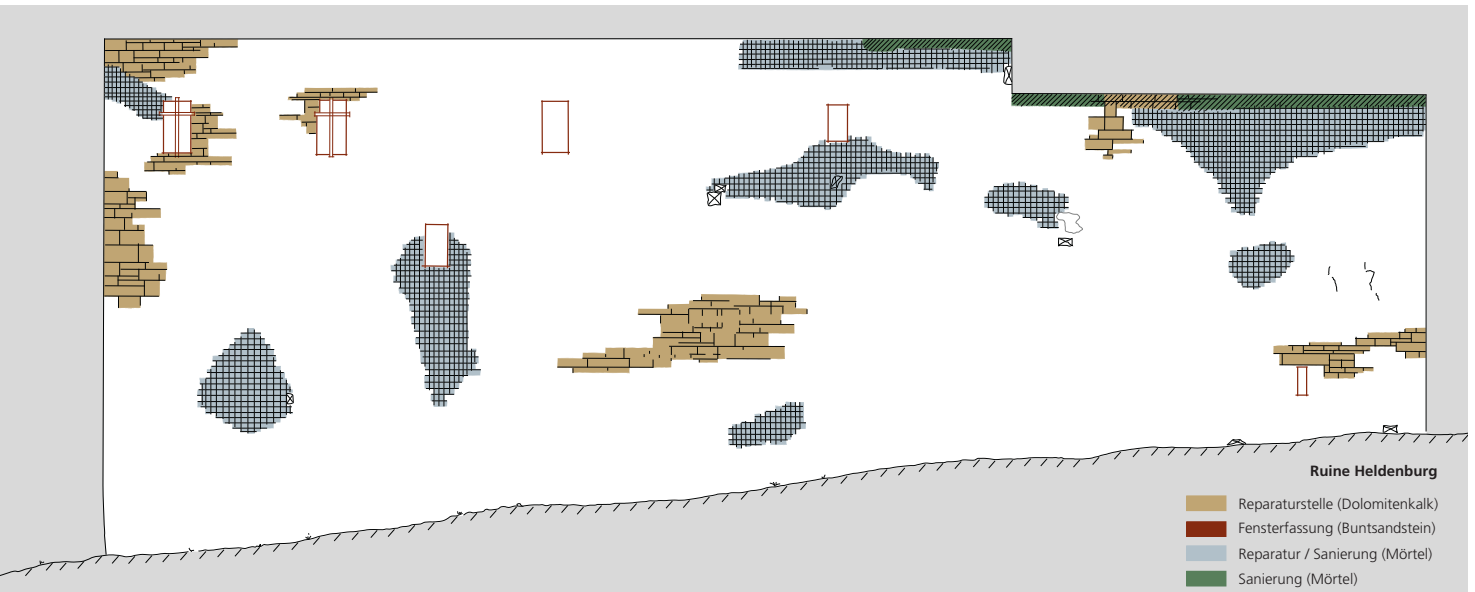 Ruine Heldenburg
Reparaturstelle (Dolomitenkalk)
Fensterfassung (Buntsandstein)
Reparatur / Sanierung (Mörtel)
Sanierung (Mörtel)